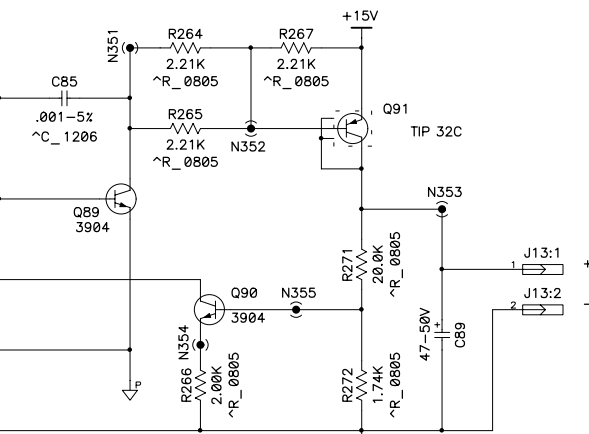 +15V
N351
R264
2.21K
^R_0805
R267
2.21K
^R_0805
C85
.001-5%
^C_1206
R265
2.21K
^R_0805
N352
Q91
TIP 32C
Q89
3904
N353
R271
20.0K
^R_0805
J13:1
1
+
J13:2
2
-
Q90
3904
N355
N354
R266
2.00K
^R_0805
R272
1.74K
^R_0805
47-50V
+
C89
P